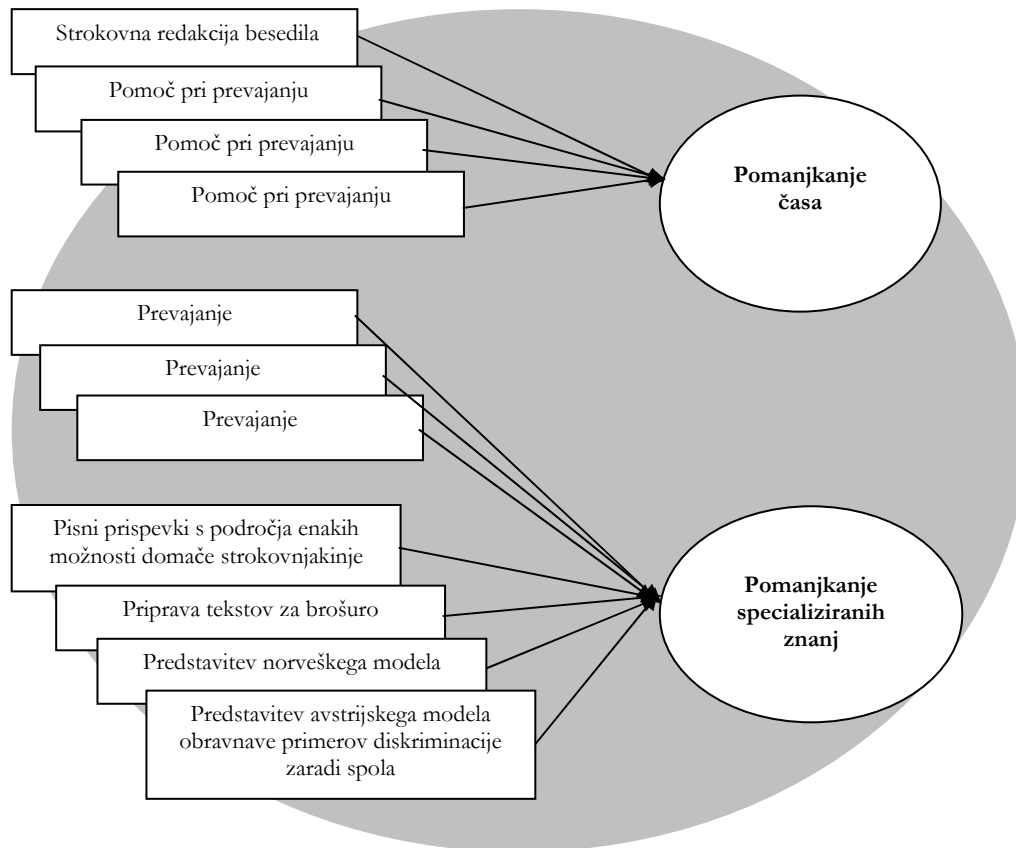 Strokovna redakcija besedila
Pomoč pri prevajanju
Pomoč pri prevajanju
Pomoč pri prevajanju
Pomanjkanje
časa
Prevajanje
Prevajanje
Prevajanje
Pisni prispevki s področja enakih
možnosti domače strokovnjakinje
Priprava tekstov za brošuro
Predstavitev norveškega modela
Predstavitev avstrijskega modela
obravnave primerov diskriminacije
zaradi spola
Pomanjkanje
specializiranih
znanj